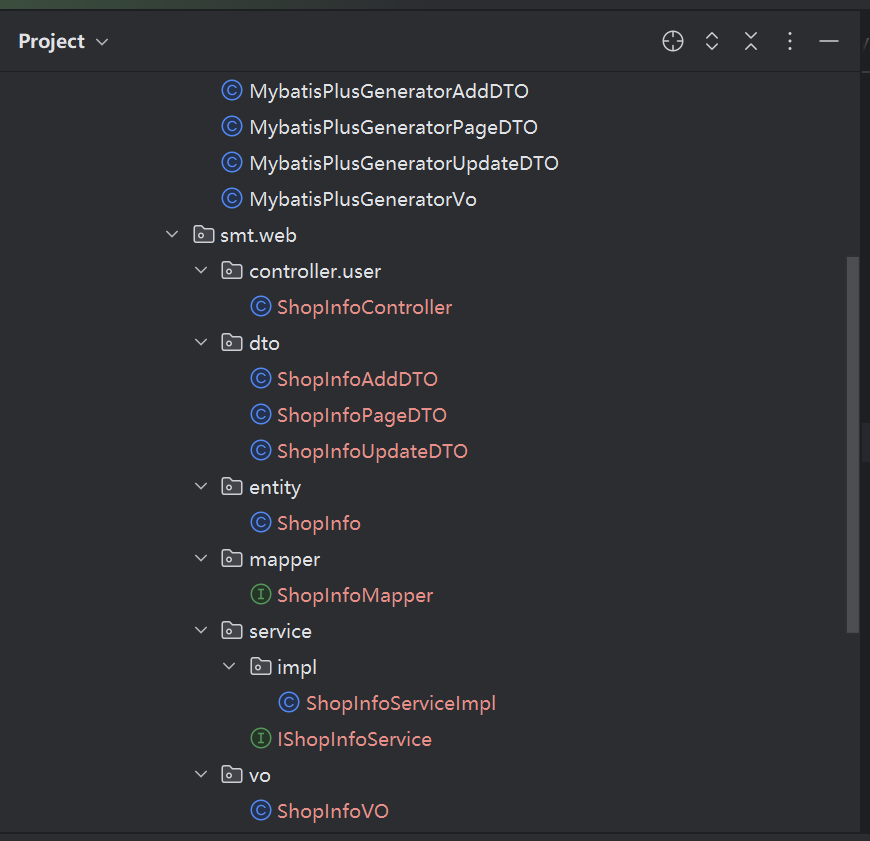 Project
MybatisPlusGeneratorAddDTO
MybatisPlusGeneratorPageDTO
MybatisPlusGeneratorUpdateDTO
MybatisPlusGeneratorVo
smt.web
controller.user
ShopInfoController
dto
ShopInfoAddDTO
ShopInfoPageDTO
ShopInfoUpdateDTO
entity
ShopInfo
mapper
ShopInfoMapper
service
impl
ShopInfoServiceImpl
IShopInfoService
vo
ShopInfoVO